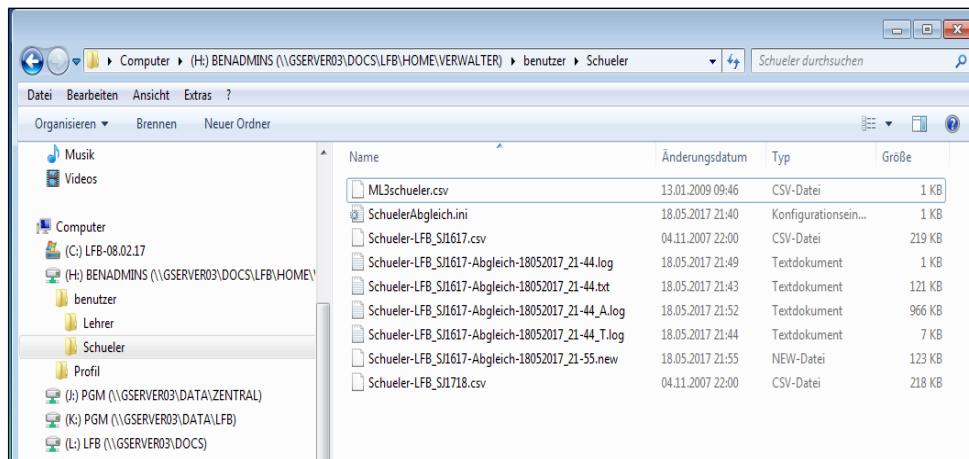 Computer ▸ (H:) BENADMINS (\\GSERVER03\DOCS\LFB\HOME\VERWALTER) ▸ benutzer ▸ Schueler
Schueler durchsuchen
Datei Bearbeiten Ansicht Extras ?
Organisieren Brennen Neuer Ordner
Musik
Videos
Computer
(C:) LFB-08.02.17
(H:) BENADMINS (\\GSERVER03\DOCS\LFB\HOME\V
benutzer
Lehrer
Schueler
Profil
(J:) PGM (\\GSERVER03\DATA\ZENTRAL)
(K:) PGM (\\GSERVER03\DATA\LFB)
(L:) LFB (\\GSERVER03\DOCS)
Name Änderungsdatum Typ Größe
ML3schueler.csv 13.01.2009 09:46 CSV-Datei 1 KB
SchuelerAbgleich.ini 18.05.2017 21:40 Konfigurationsein... 1 KB
Schueler-LFB_SJ1617.csv 04.11.2007 22:00 CSV-Datei 219 KB
Schueler-LFB_SJ1617-Abgleich-18052017_21-44.log 18.05.2017 21:49 Textdokument 1 KB
Schueler-LFB_SJ1617-Abgleich-18052017_21-44.txt 18.05.2017 21:43 Textdokument 121 KB
Schueler-LFB_SJ1617-Abgleich-18052017_21-44_A.log 18.05.2017 21:52 Textdokument 966 KB
Schueler-LFB_SJ1617-Abgleich-18052017_21-44_T.log 18.05.2017 21:44 Textdokument 7 KB
Schueler-LFB_SJ1617-Abgleich-18052017_21-55.new 18.05.2017 21:55 NEW-Datei 123 KB
Schueler-LFB_SJ1718.csv 04.11.2007 22:00 CSV-Datei 218 KB